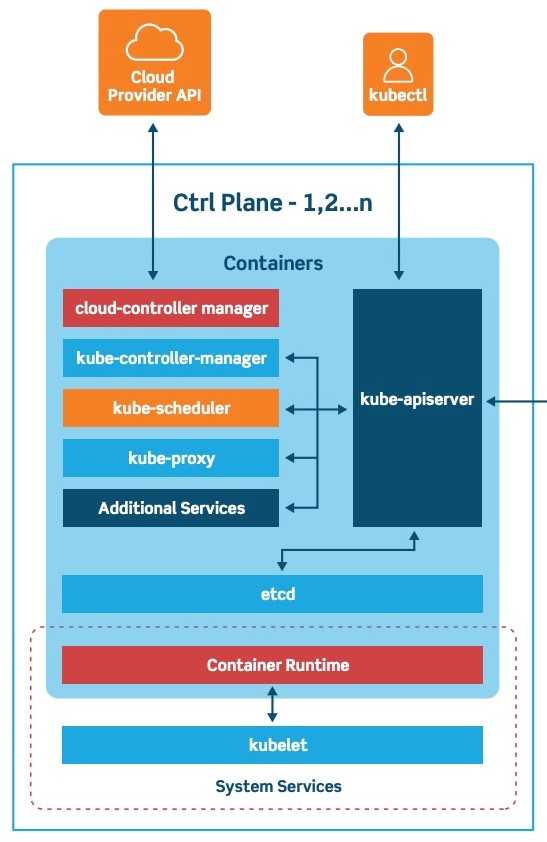 Cloud
Provider API
kubectl
Ctrl Plane - 1,2...n
Containers
cloud-controller manager
kube-controller-manager
kube-scheduler
kube-apiserver
kube-proxy
Additional Services
etcd
Container Runtime
kubelet
System Services